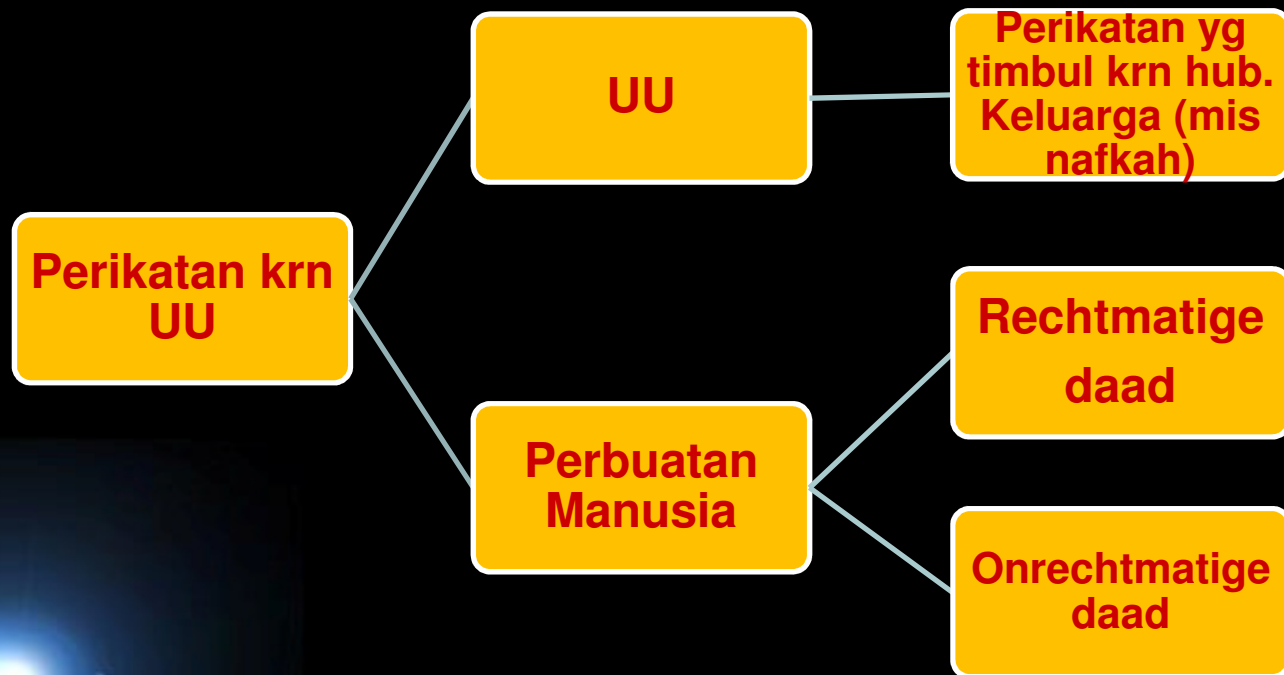 Perikatan krn
UU
UU
Perikatan yg
timbul krn hub.
Keluarga (mis
nafkah)
Perbuatan
Manusia
Rechtmatige
daad
Onrechtmatige
daad